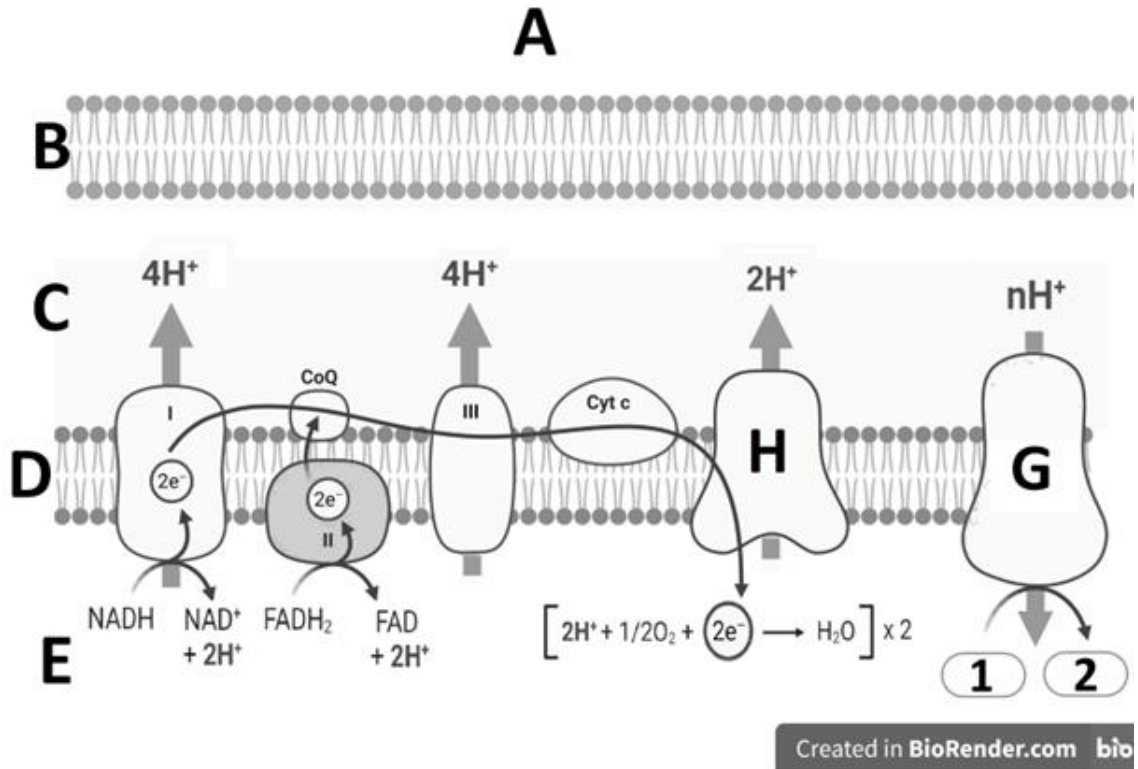 A
B
4H⁺ 4H⁺ 2H⁺ nH⁺
C
CoQ
I III Cyt c
D 2e⁻ 2e⁻ H G
II
NADH NAD⁺ + 2H⁺ FADH₂ FAD + 2H⁺
[2H⁺ + 1/2O₂ + 2e⁻ → H₂O] x 2
E
1 2
Created in BioRender.com bio